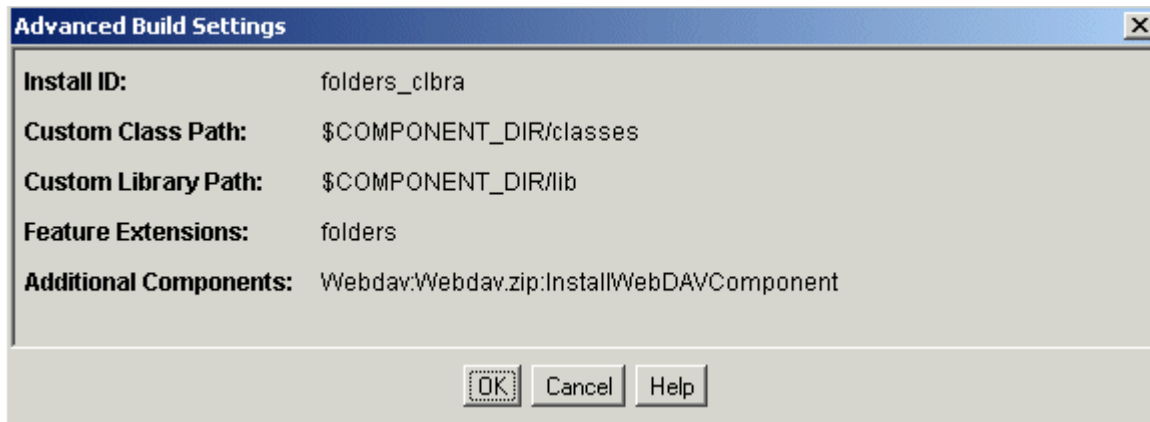 Advanced Build Settings
Install ID: folders_clbra
Custom Class Path: $COMPONENT_DIR/classes
Custom Library Path: $COMPONENT_DIR/lib
Feature Extensions: folders
Additional Components: Webdav:Webdav.zip:InstallWebDAVComponent
OK Cancel Help